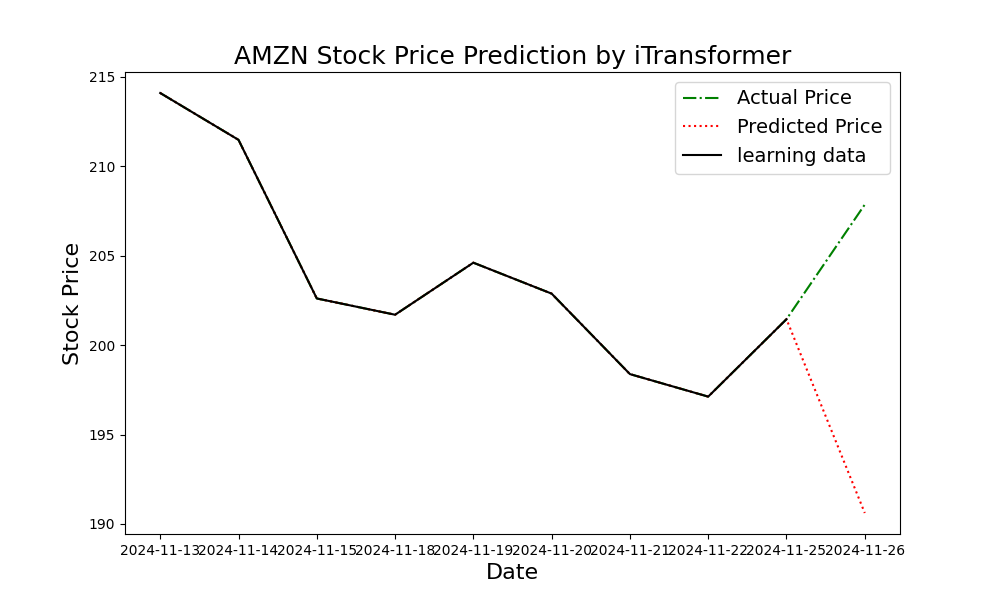 AMZN Stock Price Prediction by iTransformer
215
210
205
200
195
190
Stock Price
Actual Price
Predicted Price
learning data
2024-11-13 2024-11-14 2024-11-15 2024-11-18 2024-11-19 2024-11-20 2024-11-21 2024-11-22 2024-11-25 2024-11-26
Date